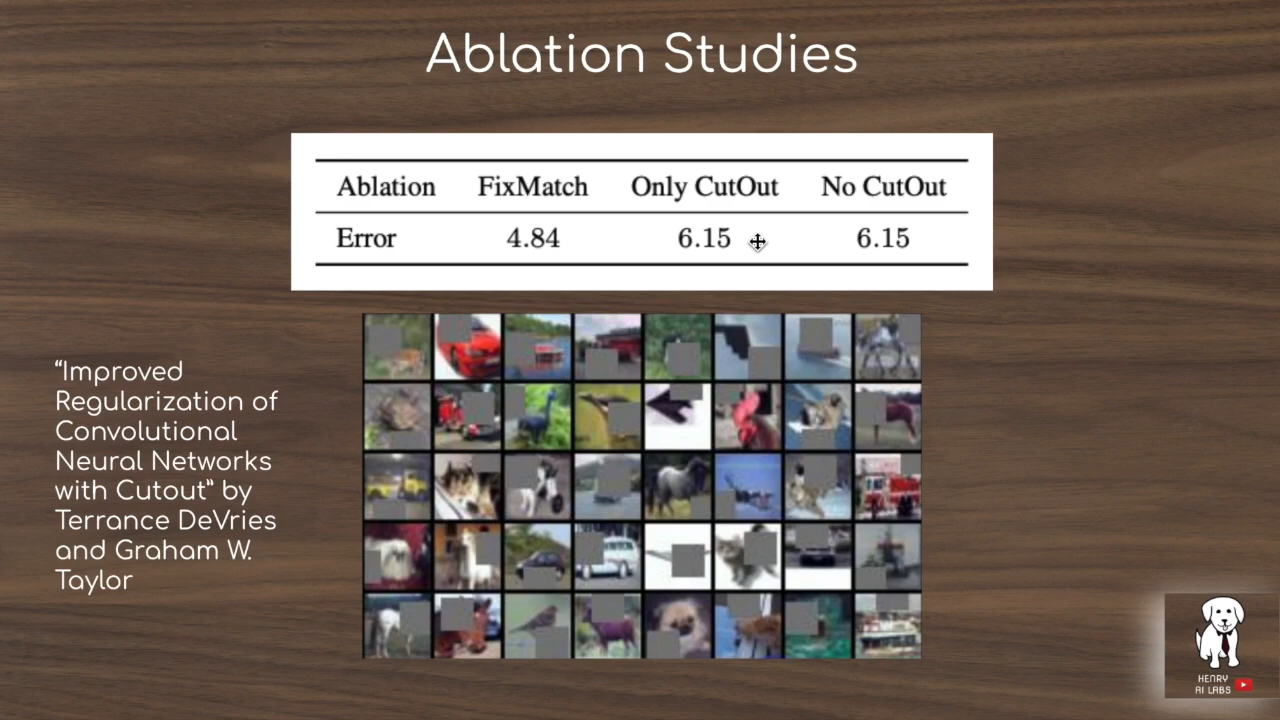 Ablation Studies
Ablation FixMatch Only CutOut No CutOut
Error 4.84 6.15 6.15
“Improved
Regularization of
Convolutional
Neural Networks
with Cutout” by
Terrance DeVries
and Graham W.
Taylor
HENRY
AI LABS